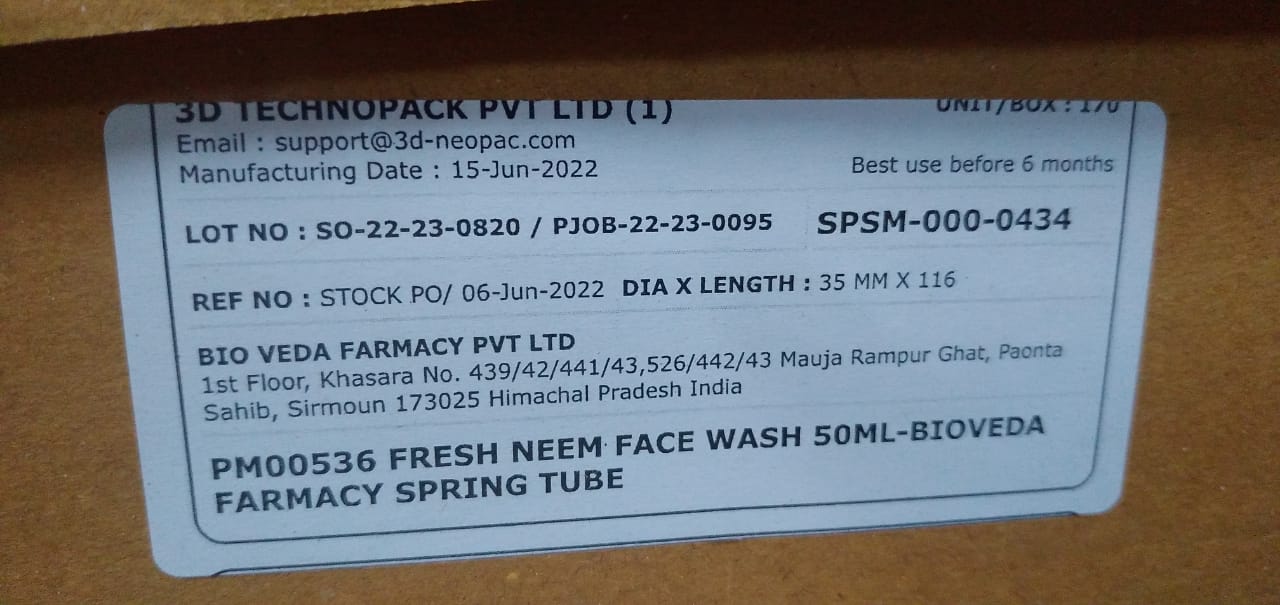 3D TECHNOPACK PVT LTD (1)
UNIT/BOX : 170
Email : support@3d-neopac.com
Manufacturing Date : 15-Jun-2022
Best use before 6 months
LOT NO : SO-22-23-0820 / PJOB-22-23-0095
SPSM-000-0434
REF NO : STOCK PO/ 06-Jun-2022 DIA X LENGTH : 35 MM X 116
BIO VEDA FARMACY PVT LTD
1st Floor, Khasara No. 439/42/441/43,526/442/43 Mauja Rampur Ghat, Paonta
Sahib, Sirmoun 173025 Himachal Pradesh India
PM00536 FRESH NEEM FACE WASH 50ML-BIOVEDA
FARMACY SPRING TUBE